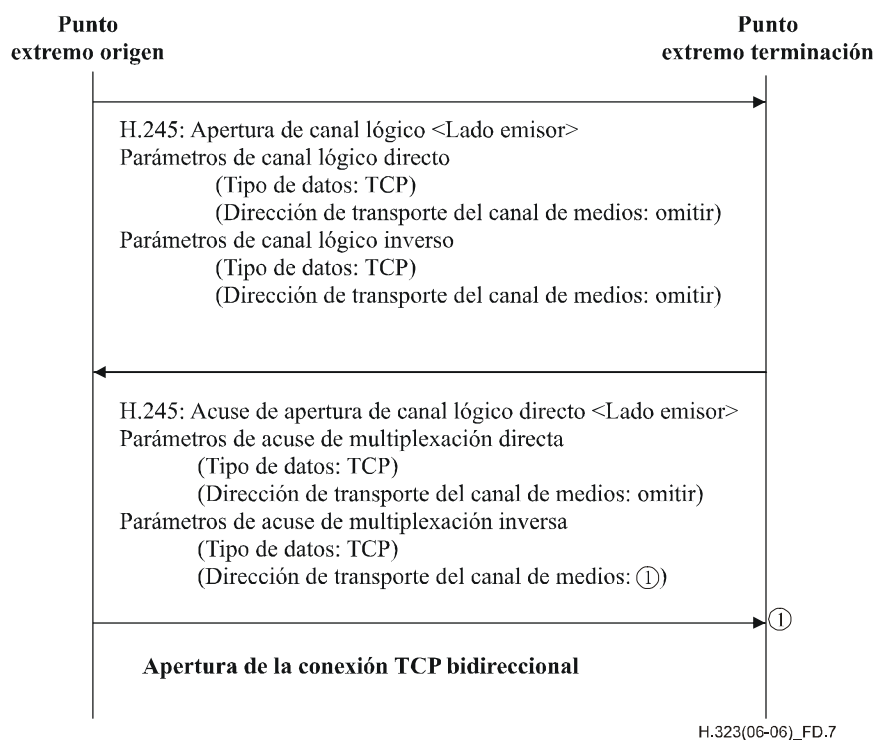 Punto
extremo origen
Punto
extremo terminación
H.245: Apertura de canal lógico <Lado emisor>
Parámetros de canal lógico directo
(Tipo de datos: TCP)
(Dirección de transporte del canal de medios: omitir)
Parámetros de canal lógico inverso
(Tipo de datos: TCP)
(Dirección de transporte del canal de medios: omitir)
H.245: Acuse de apertura de canal lógico directo <Lado emisor>
Parámetros de acuse de multiplexación directa
(Tipo de datos: TCP)
(Dirección de transporte del canal de medios: omitir)
Parámetros de acuse de multiplexación inversa
(Tipo de datos: TCP)
(Dirección de transporte del canal de medios: ①)
①
Apertura de la conexión TCP bidireccional
H.323(06-06)_FD.7